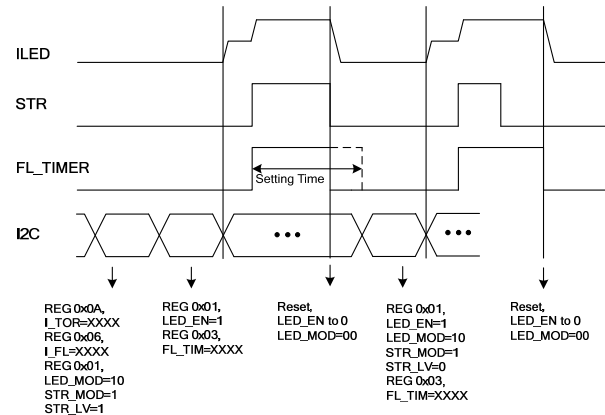 ILED
STR
FL_TIMER
Setting Time
I2C
REG 0x0A,
I_TOR=XXXX
REG 0x06,
I_FL=XXXX
REG 0x01,
LED_MOD=10
STR_MOD=1
STR_LV=1
REG 0x01,
LED_EN=1
REG 0x03,
FL_TIM=XXXX
Reset,
LED_EN to 0
LED_MOD=00
REG 0x01,
LED_EN=1
LED_MOD=10
STR_MOD=1
STR_LV=0
REG 0x03,
FL_TIM=XXXX
Reset,
LED_EN to 0
LED_MOD=00